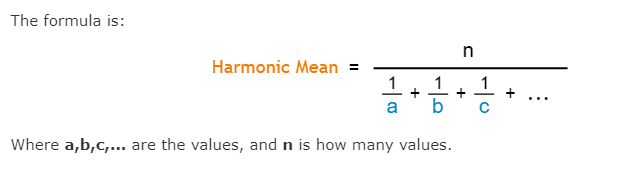 The formula is:
Harmonic Mean = n
1/a + 1/b + 1/c + ...
Where a,b,c,... are the values, and n is how many values.